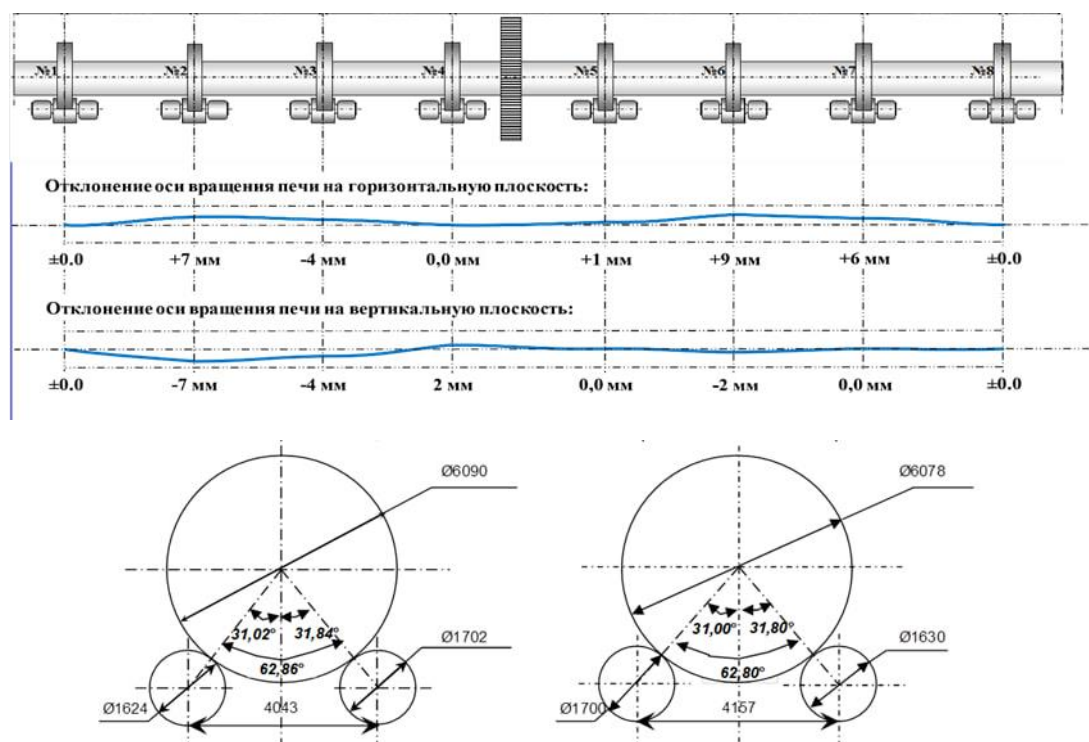 №1 №2 №3 №4 №5 №6 №7 №8
Отклонение оси вращения печи на горизонтальную плоскость:
±0.0 +7 мм -4 мм 0,0 мм +1 мм +9 мм +6 мм ±0.0
Отклонение оси вращения печи на вертикальную плоскость:
±0.0 -7 мм -4 мм 2 мм 0,0 мм -2 мм 0,0 мм ±0.0
Ø6090
31,02° 31,84°
62,86°
Ø1702
Ø1624
4043
Ø6078
31,00° 31,80°
62,80°
Ø1630
Ø1700
4157